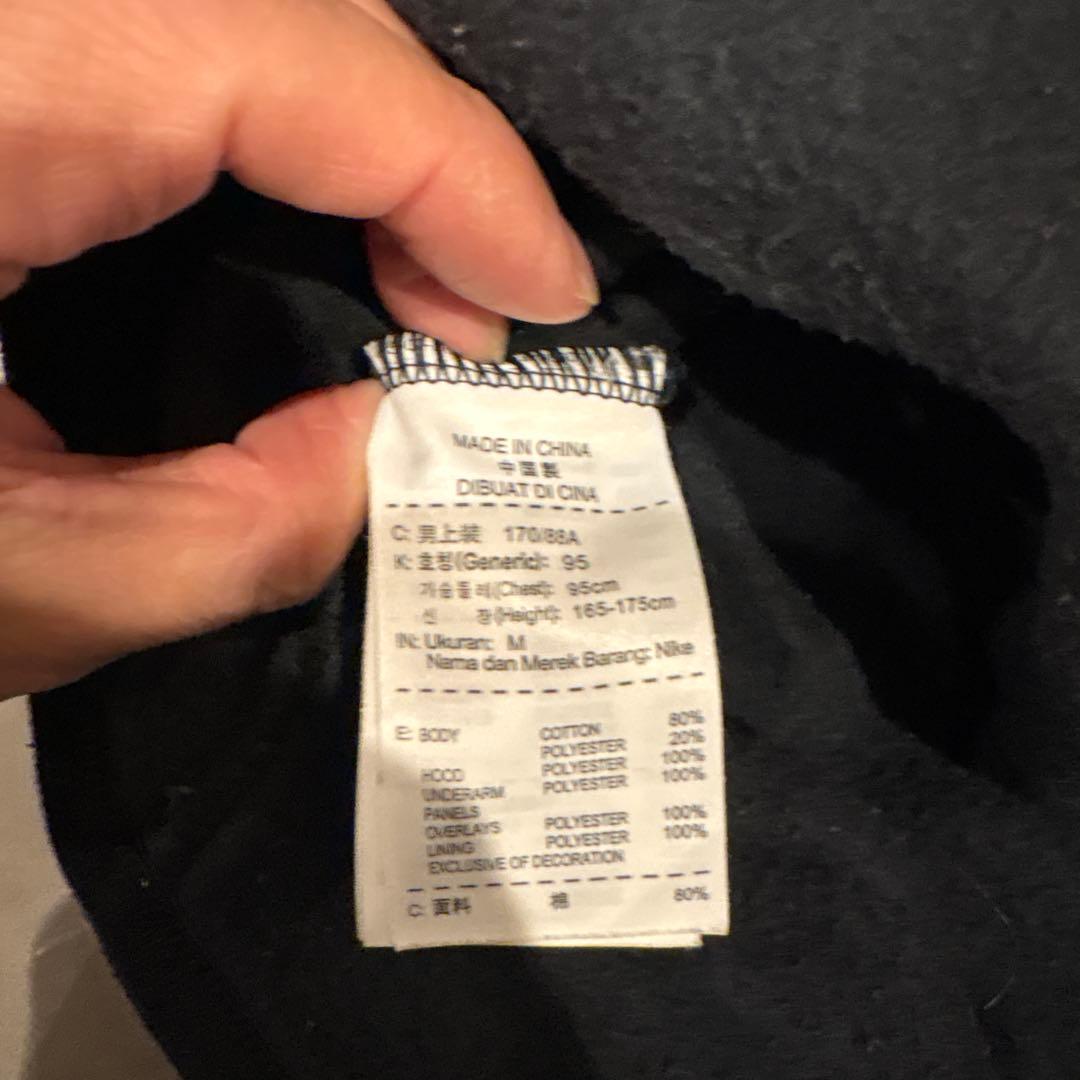 MADE IN CHINA
中国製
DIBUAT DI CINA
C: 男上装 170/88A
K: 호칭(Generic): 95
가슴둘레(Chest): 95cm
신 장(Height): 165-175cm
IN: Ukuran: M
Nama dan Merek Barang: Nike
E: BODY COTTON 80%
POLYESTER 20%
HOOD POLYESTER 100%
UNDERARM POLYESTER 100%
PANELS
OVERLAYS POLYESTER 100%
LINING POLYESTER 100%
EXCLUSIVE OF DECORATION
C: 面料 棉 80%